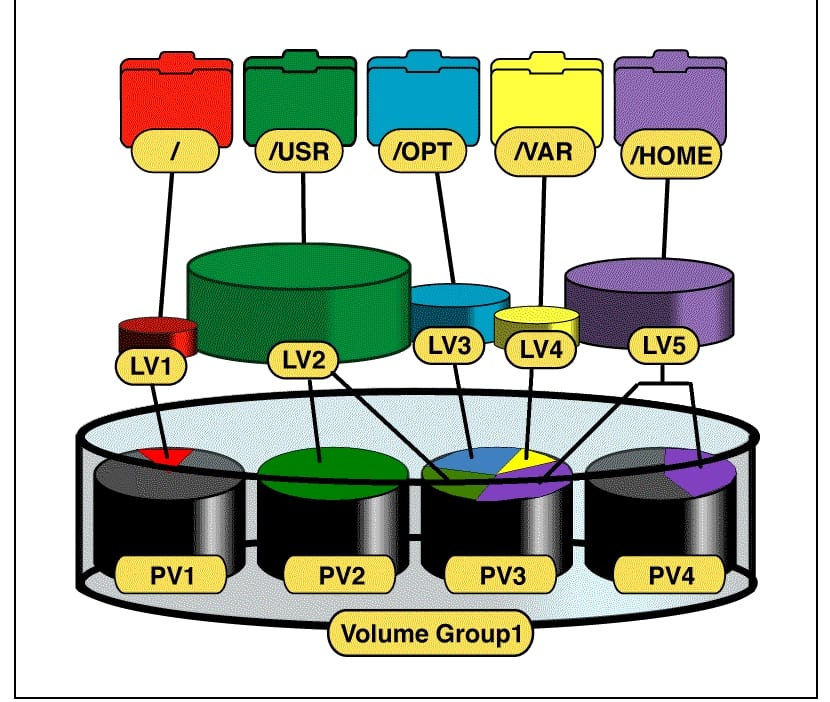 /
/USR
/OPT
/VAR
/HOME
LV1
LV2
LV3
LV4
LV5
PV1
PV2
PV3
PV4
Volume Group1